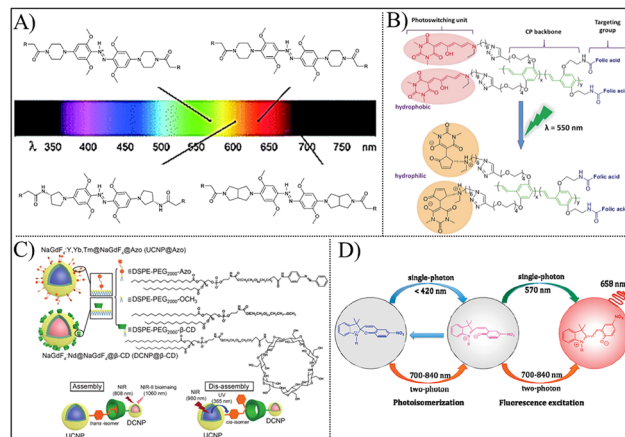 A)
λ 350 400 450 500 550 600 650 700 750 nm
B)
Photoswitching unit
CP backbone
Targeting group
Folic acid
Folic acid
hydrophobic
λ = 550 nm
hydrophilic
Folic acid
Folic acid
C)
NaGdF4:Y,Yb,Tm@NaGdF4@Azo (UCNP@Azo)
DSPE-PEG2000-Azo
DSPE-PEG2000-OCH3
DSPE-PEG2000-β-CD
NaGdF4:Nd@NaGdF4@β-CD (DCNP@β-CD)
Assembly
NIR (808 nm)
NIR-II bioimaging (1060 nm)
trans-isomer
UCNP
DCNP
Dis-assembly
NIR (980 nm)
UV (365 nm)
cis-isomer
UCNP
DCNP
D)
single-photon
< 420 nm
single-photon
570 nm
658 nm
700-840 nm
two-photon
700-840 nm
two-photon
Photoisomerization
Fluorescence excitation